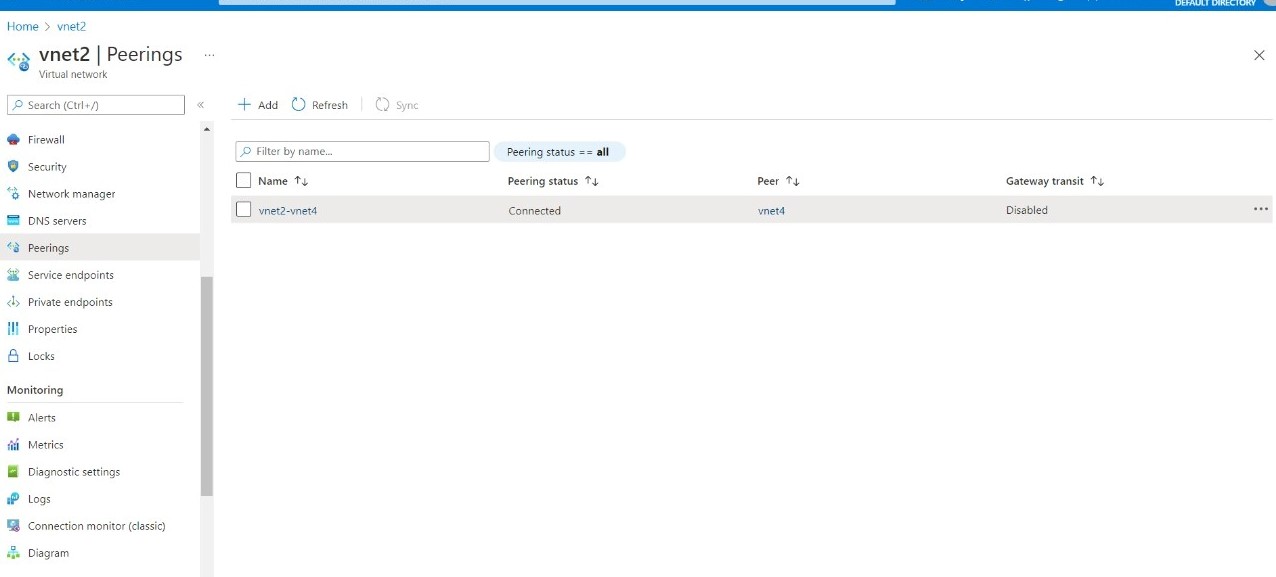 DEFAULT DIRECTORY
Home > vnet2
vnet2 | Peerings ...
Virtual network
Search (Ctrl+/) «
Firewall
Security
Network manager
DNS servers
Peerings
Service endpoints
Private endpoints
Properties
Locks
Monitoring
Alerts
Metrics
Diagnostic settings
Logs
Connection monitor (classic)
Diagram
+ Add Refresh | Sync
Filter by name... Peering status == all
Name ↑↓ Peering status ↑↓ Peer ↑↓ Gateway transit ↑↓
vnet2-vnet4 Connected vnet4 Disabled ...